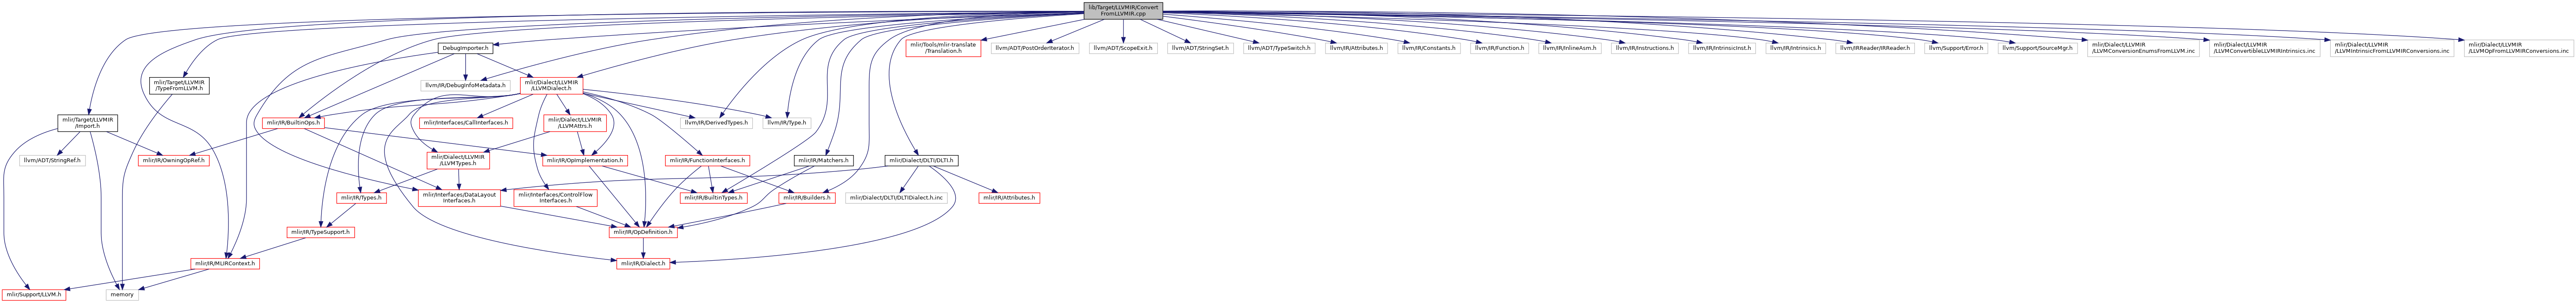 lib/Target/LLVMIR/Convert
FromLLVMIR.cpp
DebugImporter.h
mlir/Tools/mlir-translate
/Translation.h
llvm/ADT/PostOrderIterator.h
llvm/ADT/ScopeExit.h
llvm/ADT/StringSet.h
llvm/ADT/TypeSwitch.h
llvm/IR/Attributes.h
llvm/IR/Constants.h
llvm/IR/Function.h
llvm/IR/InlineAsm.h
llvm/IR/Instructions.h
llvm/IR/IntrinsicInst.h
llvm/IR/Intrinsics.h
llvm/IRReader/IRReader.h
llvm/Support/Error.h
llvm/Support/SourceMgr.h
mlir/Dialect/LLVMIR
/LLVMConversionEnumsFromLLVM.inc
mlir/Dialect/LLVMIR
/LLVMConvertibleLLVMIRIntrinsics.inc
mlir/Dialect/LLVMIR
/LLVMIntrinsicFromLLVMIRConversions.inc
mlir/Dialect/LLVMIR
/LLVMOpFromLLVMIRConversions.inc
mlir/Target/LLVMIR
/TypeFromLLVM.h
llvm/IR/DebugInfoMetadata.h
mlir/Dialect/LLVMIR
/LLVMDialect.h
mlir/Target/LLVMIR
/Import.h
mlir/IR/BuiltinOps.h
mlir/Interfaces/CallInterfaces.h
mlir/Dialect/LLVMIR
/LLVMAttrs.h
llvm/IR/DerivedTypes.h
llvm/IR/Type.h
llvm/ADT/StringRef.h
mlir/IR/OwningOpRef.h
mlir/Dialect/LLVMIR
/LLVMTypes.h
mlir/IR/OpImplementation.h
mlir/IR/FunctionInterfaces.h
mlir/IR/Matchers.h
mlir/Dialect/DLTI/DLTI.h
mlir/IR/Types.h
mlir/Interfaces/DataLayout
Interfaces.h
mlir/Interfaces/ControlFlow
Interfaces.h
mlir/IR/BuiltinTypes.h
mlir/IR/Builders.h
mlir/Dialect/DLTI/DLTIDialect.h.inc
mlir/IR/Attributes.h
mlir/IR/TypeSupport.h
mlir/IR/OpDefinition.h
mlir/IR/MLIRContext.h
mlir/IR/Dialect.h
mlir/Support/LLVM.h
memory